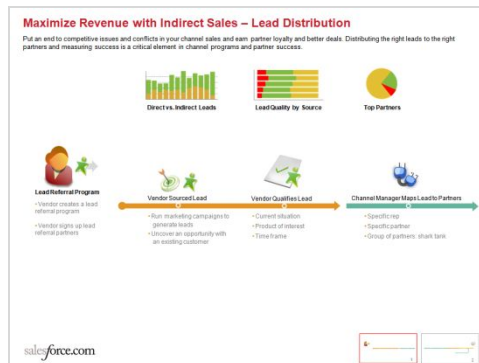 Maximize Revenue with Indirect Sales – Lead Distribution
Put an end to competitive issues and conflicts in your channel sales and earn partner loyalty and better deals. Distributing the right leads to the right
partners and measuring success is a critical element in channel programs and partner success.
Direct vs. Indirect Leads
Lead Quality by Source
Top Partners
Lead Referral Program
• Vendor creates a lead
referral program
• Vendor signs up lead
referral partners
Vendor Sourced Lead
• Run marketing campaigns to
generate leads
• Uncover an opportunity with
an existing customer
Vendor Qualifies Lead
• Current situation
• Product of interest
• Time frame
Channel Manager Maps Lead to Partners
• Specific rep
• Specific partner
• Group of partners: shark tank
salesforce.com